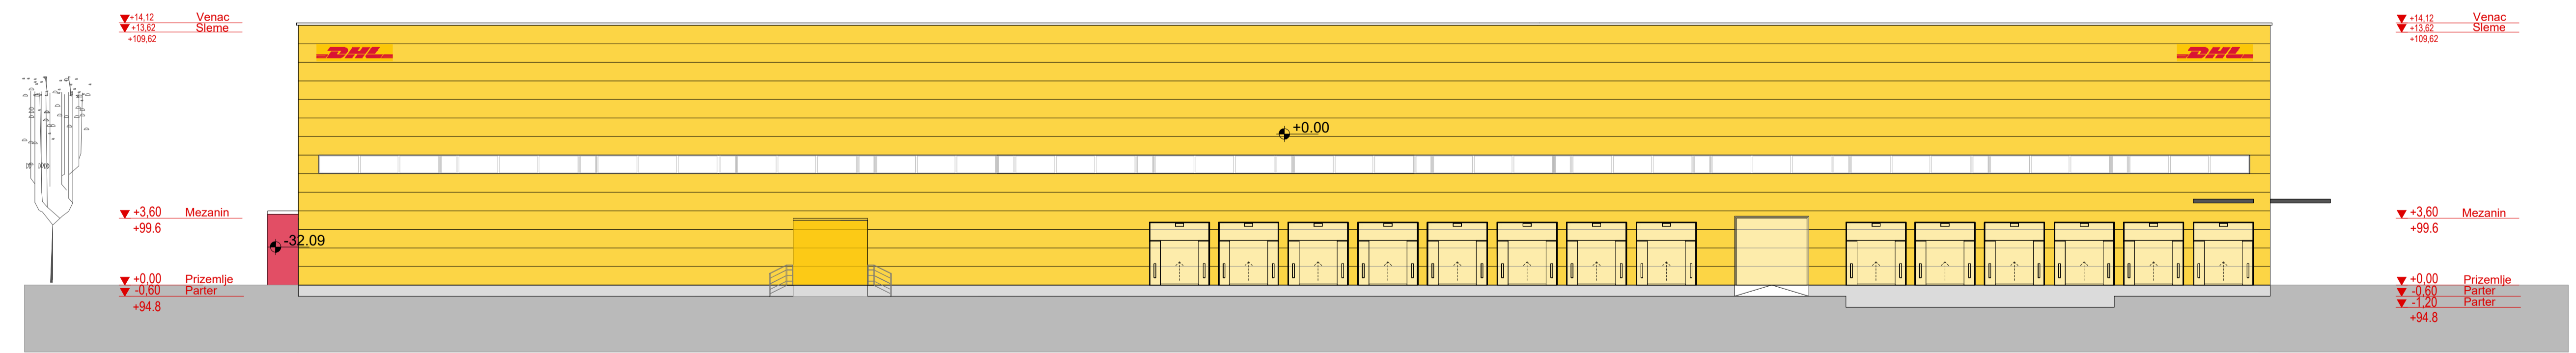 +14,12 Venac
+13,62 Sleme
+109,62
DHL
DHL
+14,12 Venac
+13,62 Sleme
+109,62
+0.00
+3,60 Mezanin
+99.6
-32.09
+0,00 Prizemlje
-0,60 Parter
+94.8
+3,60 Mezanin
+99.6
+0,00 Prizemlje
-0,60 Parter
-1,20 Parter
+94.8